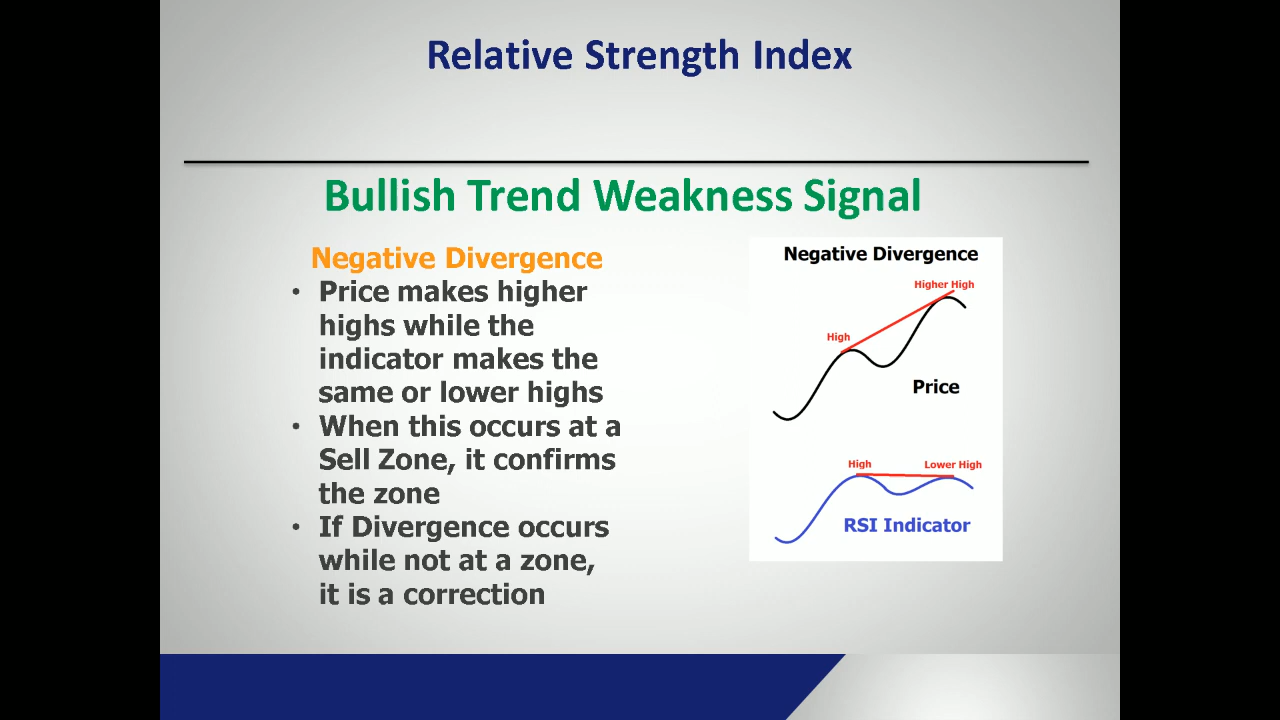 Relative Strength Index
Bullish Trend Weakness Signal
Negative Divergence
• Price makes higher
highs while the
indicator makes the
same or lower highs
• When this occurs at a
Sell Zone, it confirms
the zone
• If Divergence occurs
while not at a zone,
it is a correction
Negative Divergence
Higher High
High
Price
High
Lower High
RSI Indicator